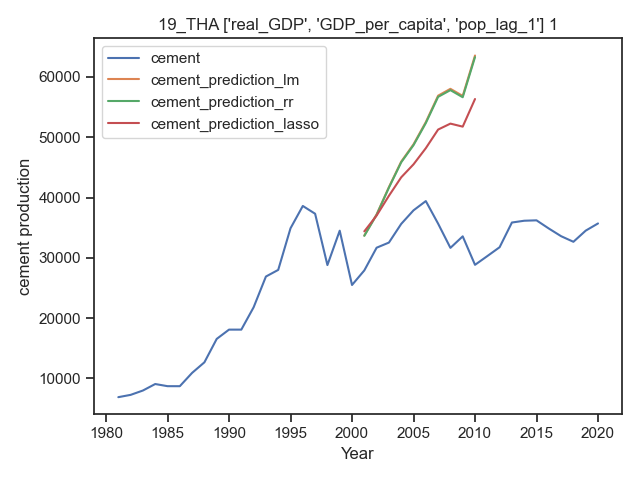 19_THA ['real_GDP', 'GDP_per_capita', 'pop_lag_1'] 1
cement
cement_prediction_lm
cement_prediction_rr
cement_prediction_lasso
60000
50000
40000
30000
20000
10000
cement production
1980 1985 1990 1995 2000 2005 2010 2015 2020
Year